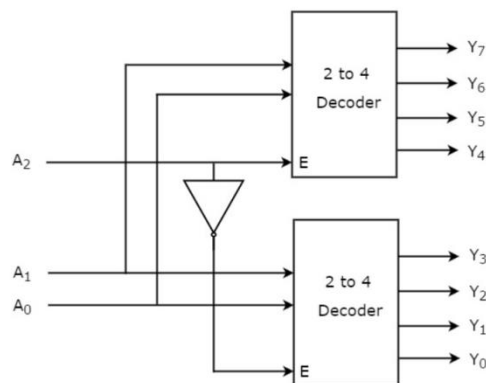 2 to 4
Decoder
Y₇
Y₆
Y₅
Y₄
A₂
E
A₁
A₀
2 to 4
Decoder
Y₃
Y₂
Y₁
Y₀
E